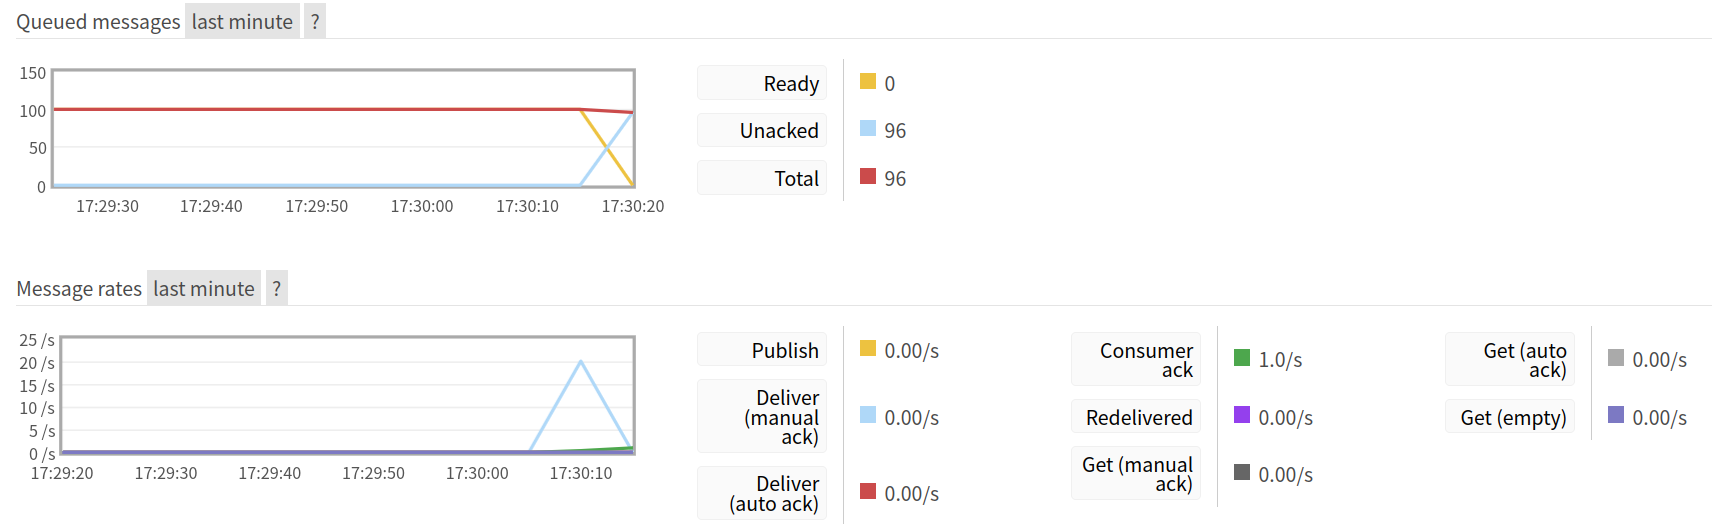 Queued messages last minute ?
150
100
50
0
17:29:30 17:29:40 17:29:50 17:30:00 17:30:10 17:30:20
Ready 0
Unacked 96
Total 96
Message rates last minute ?
25 /s
20 /s
15 /s
10 /s
5 /s
0 /s
17:29:20 17:29:30 17:29:40 17:29:50 17:30:00 17:30:10
Publish 0.00/s
Deliver
(manual
ack)
0.00/s
Deliver
(auto ack)
0.00/s
Consumer
ack
1.0/s
Redelivered 0.00/s
Get (manual
ack)
0.00/s
Get (auto
ack)
0.00/s
Get (empty) 0.00/s